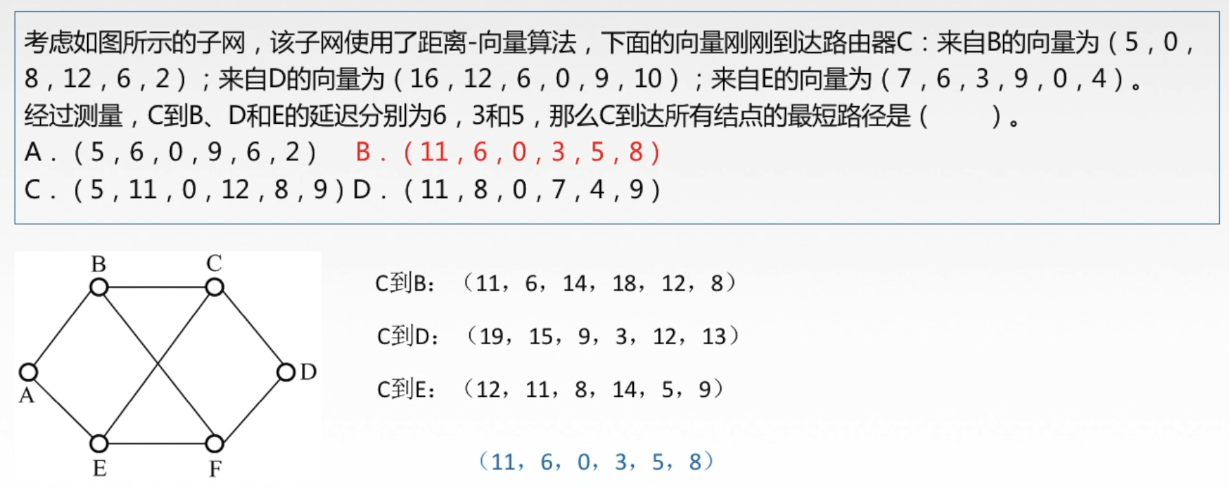 考虑如图所示的子网，该子网使用了距离-向量算法，下面的向量刚刚到达路由器C：来自B的向量为（5，0，
8，12，6，2）；来自D的向量为（16，12，6，0，9，10）；来自E的向量为（7，6，3，9，0，4）。
经过测量，C到B、D和E的延迟分别为6，3和5，那么C到达所有结点的最短路径是（ ）。
A．（5，6，0，9，6，2） B．（11，6，0，3，5，8）
C．（5，11，0，12，8，9）D．（11，8，0，7，4，9）
B C
C到B：（11，6，14，18，12，8）
C到D：（19，15，9，3，12，13）
A D
C到E：（12，11，8，14，5，9）
E F
（11，6，0，3，5，8）